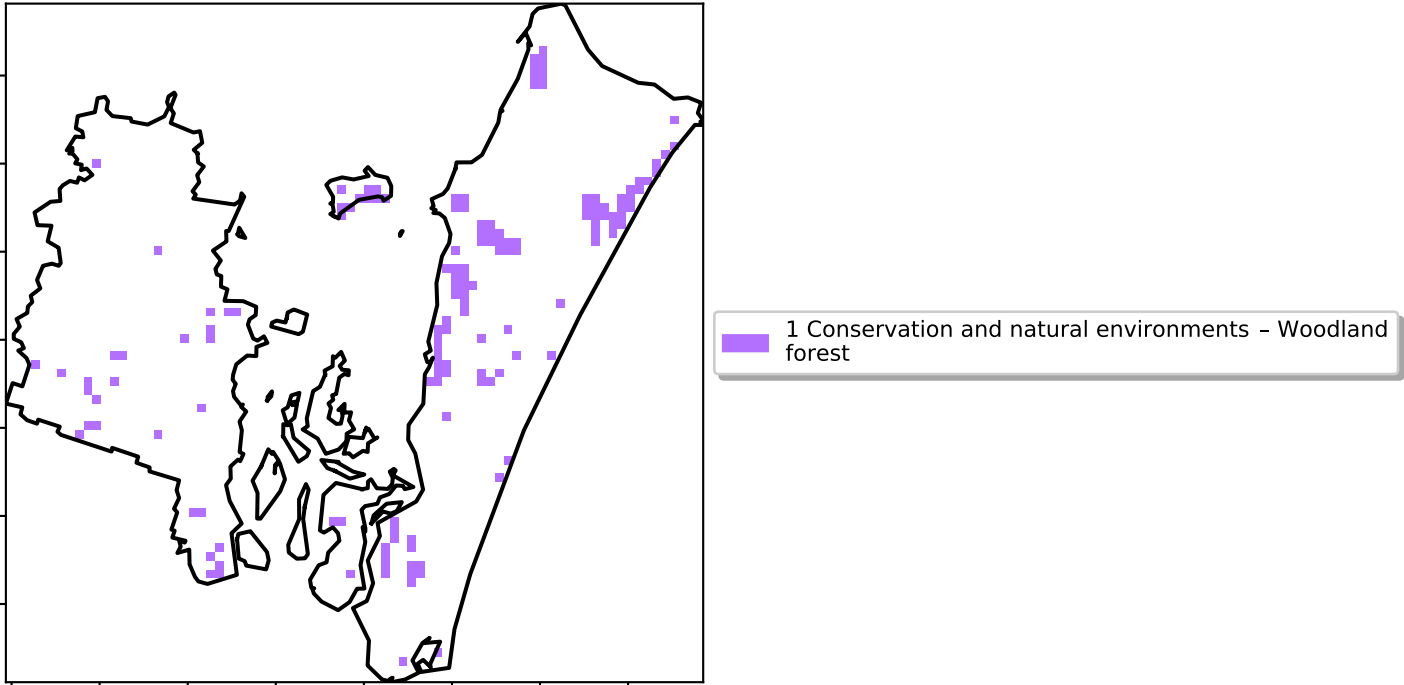 1 Conservation and natural environments – Woodland
forest